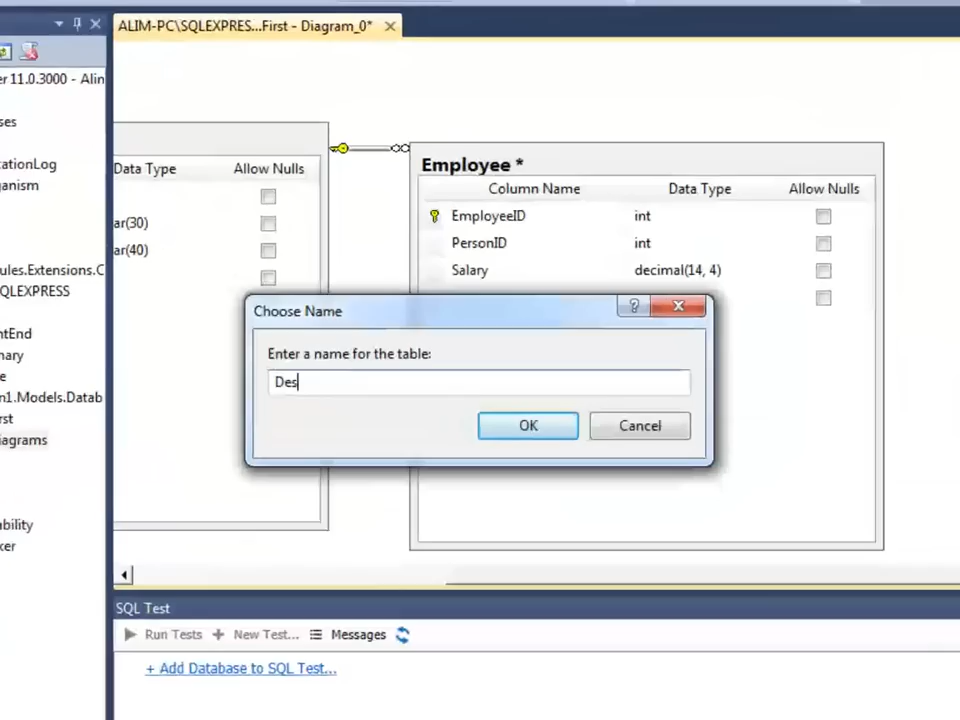 ALIM-PC\SQLEXPRES...First - Diagram_0*
er 11.0.3000 - Alin
ses
tationLog
ganism
ules.Extensions.C
QLEXPRESS
ntEnd
nary
e
n1.Models.Datab
rst
iagrams
bility
ker
Data Type Allow Nulls
ar(30)
ar(40)
Employee *
Column Name Data Type Allow Nulls
EmployeeID int
PersonID int
Salary decimal(14, 4)
Choose Name
Enter a name for the table:
Des
OK Cancel
SQL Test
Run Tests New Test... Messages
+ Add Database to SQL Test...